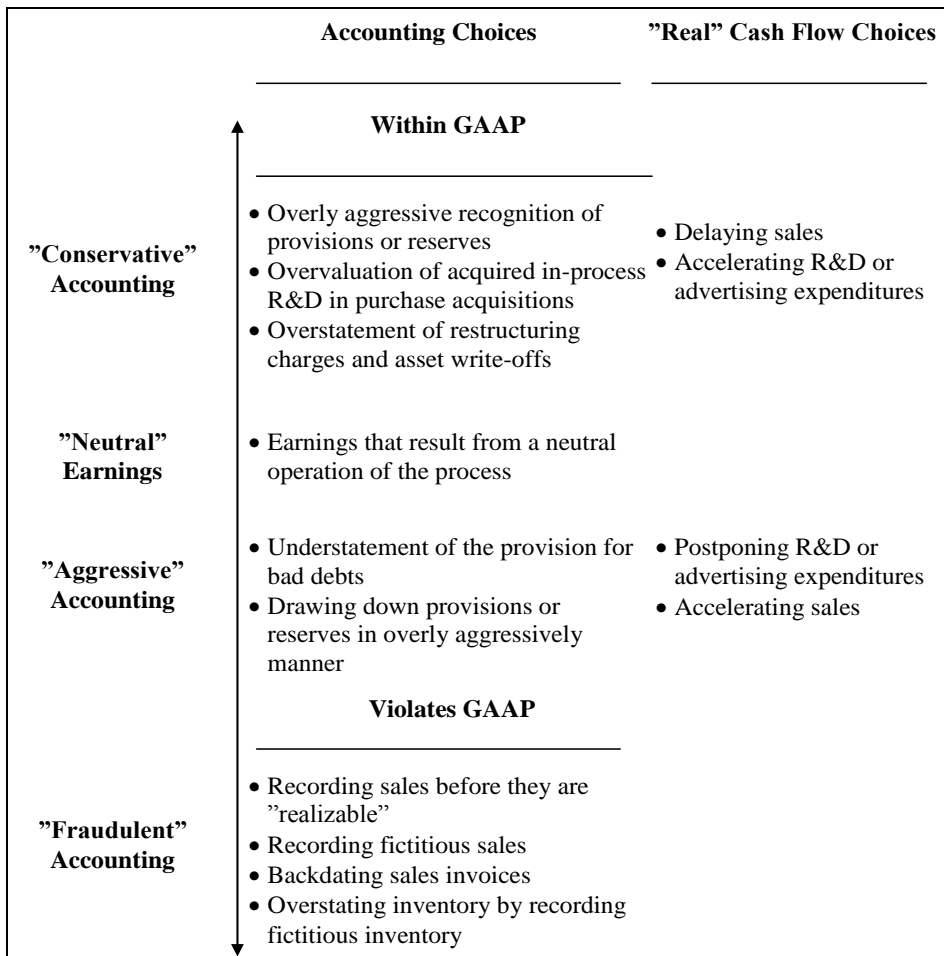 Accounting Choices
”Real” Cash Flow Choices
Within GAAP
”Conservative”
Accounting
• Overly aggressive recognition of
provisions or reserves
• Overvaluation of acquired in-process
R&D in purchase acquisitions
• Overstatement of restructuring
charges and asset write-offs
• Delaying sales
• Accelerating R&D or
advertising expenditures
”Neutral”
Earnings
• Earnings that result from a neutral
operation of the process
”Aggressive”
Accounting
• Understatement of the provision for
bad debts
• Drawing down provisions or
reserves in overly aggressively
manner
• Postponing R&D or
advertising expenditures
• Accelerating sales
Violates GAAP
”Fraudulent”
Accounting
• Recording sales before they are
”realizable”
• Recording fictitious sales
• Backdating sales invoices
• Overstating inventory by recording
fictitious inventory